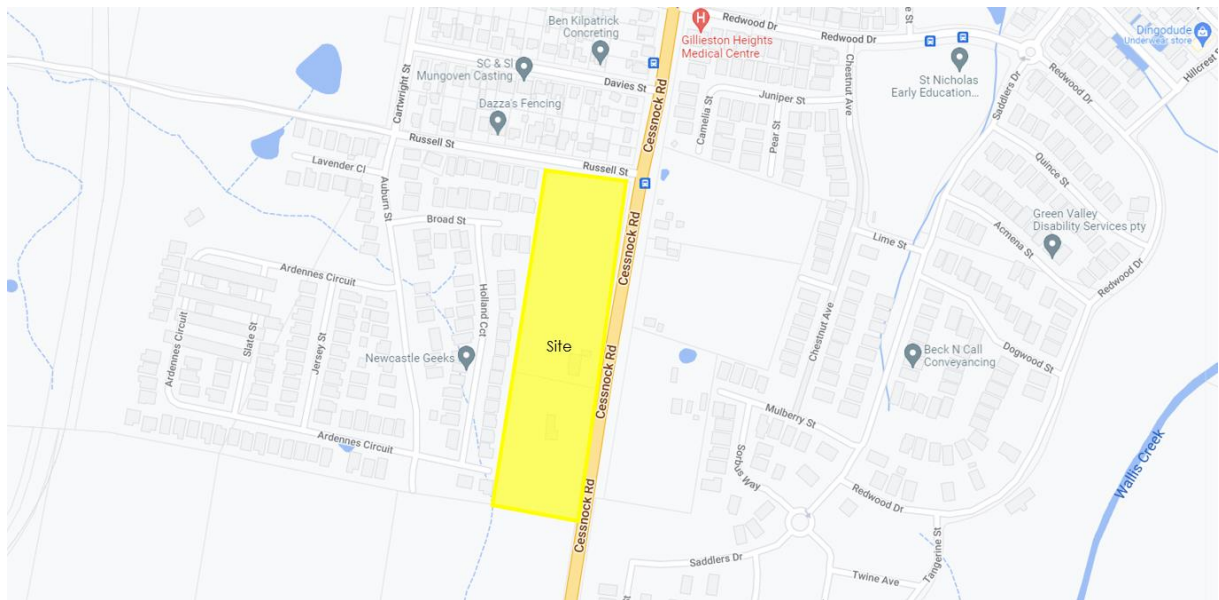 Ben Kilpatrick
Concreting
Redwood Dr
Gillieston Heights
Medical Centre
Dingodude
Underwear store
Hillcrest
SC & SI
Mungoven Casting
Davies St
Cartwright St
Camelia St
Juniper St
Chestnut Ave
St Nicholas
Early Education...
Saddlers Dr
Redwood Dr
Dazza's Fencing
Cessnock Rd
Pear St
Russell St
Russell St
Lavender Cl
Auburn St
Quince St
Broad St
Green Valley
Disability Services pty
Acmena St
Lime St
Cessnock Rd
Redwood Dr
Ardennes Circuit
Holland Cct
Ardennes Circuit
Slate St
Jersey St
Site
Newcastle Geeks
Chestnut Ave
Beck N Call
Conveyancing
Dogwood St
Cessnock Rd
Mulberry St
Ardennes Circuit
Sorbus Way
Wallis Creek
Redwood Dr
Cessnock Rd
Tangerine St
Saddlers Dr
Twine Ave